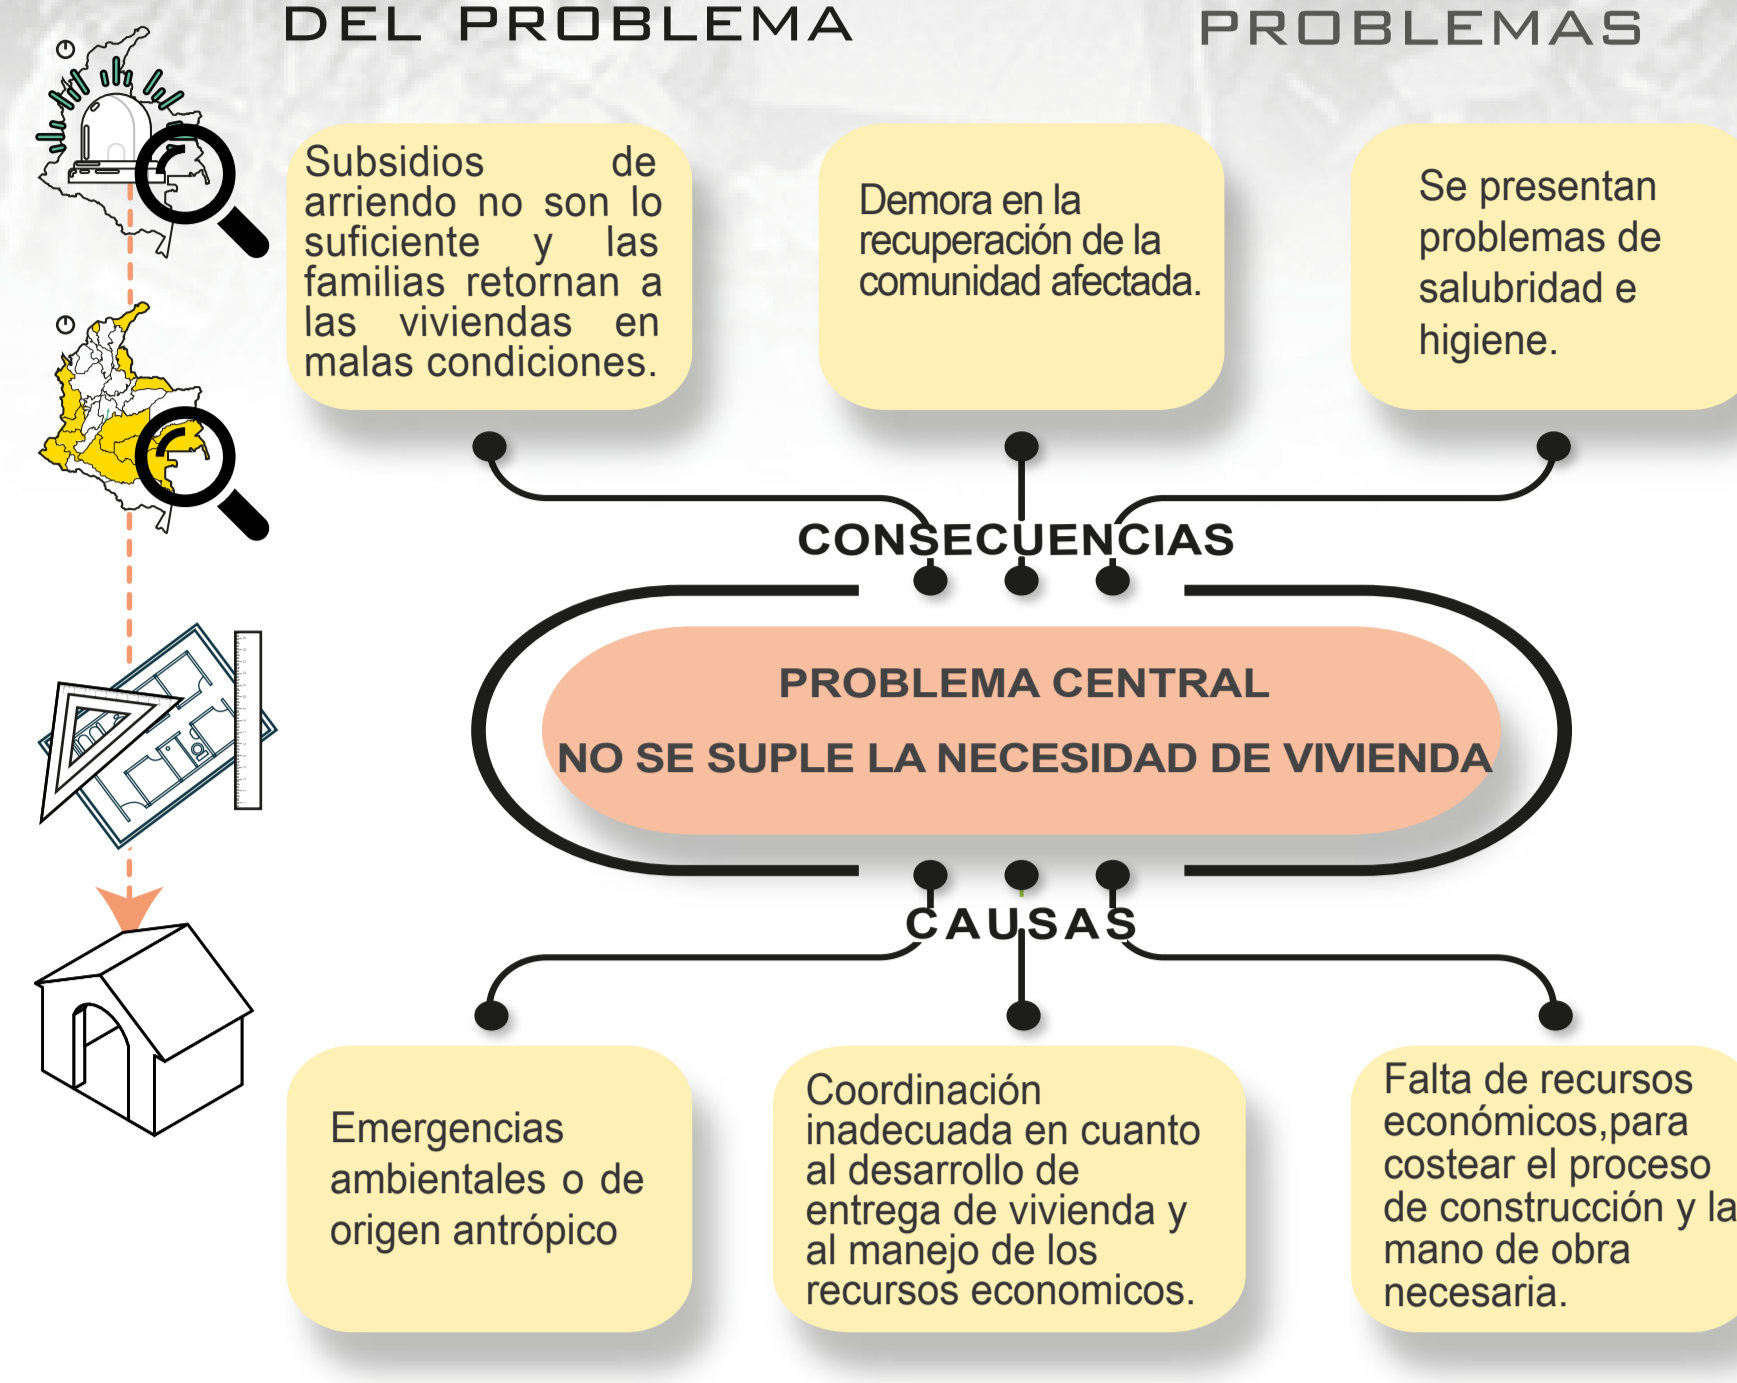 DEL PROBLEMA
PROBLEMAS
Subsidios de
arriendo no son lo
suficiente y las
familias retornan a
las viviendas en
malas condiciones.
Demora en la
recuperación de la
comunidad afectada.
Se presentan
problemas de
salubridad e
higiene.
CONSECUENCIAS
PROBLEMA CENTRAL
NO SE SUPLE LA NECESIDAD DE VIVIENDA
CAUSAS
Emergencias
ambientales o de
origen antrópico
Coordinación
inadecuada en cuanto
al desarrollo de
entrega de vivienda y
al manejo de los
recursos economicos.
Falta de recursos
económicos,para
costear el proceso
de construcción y la
mano de obra
necesaria.